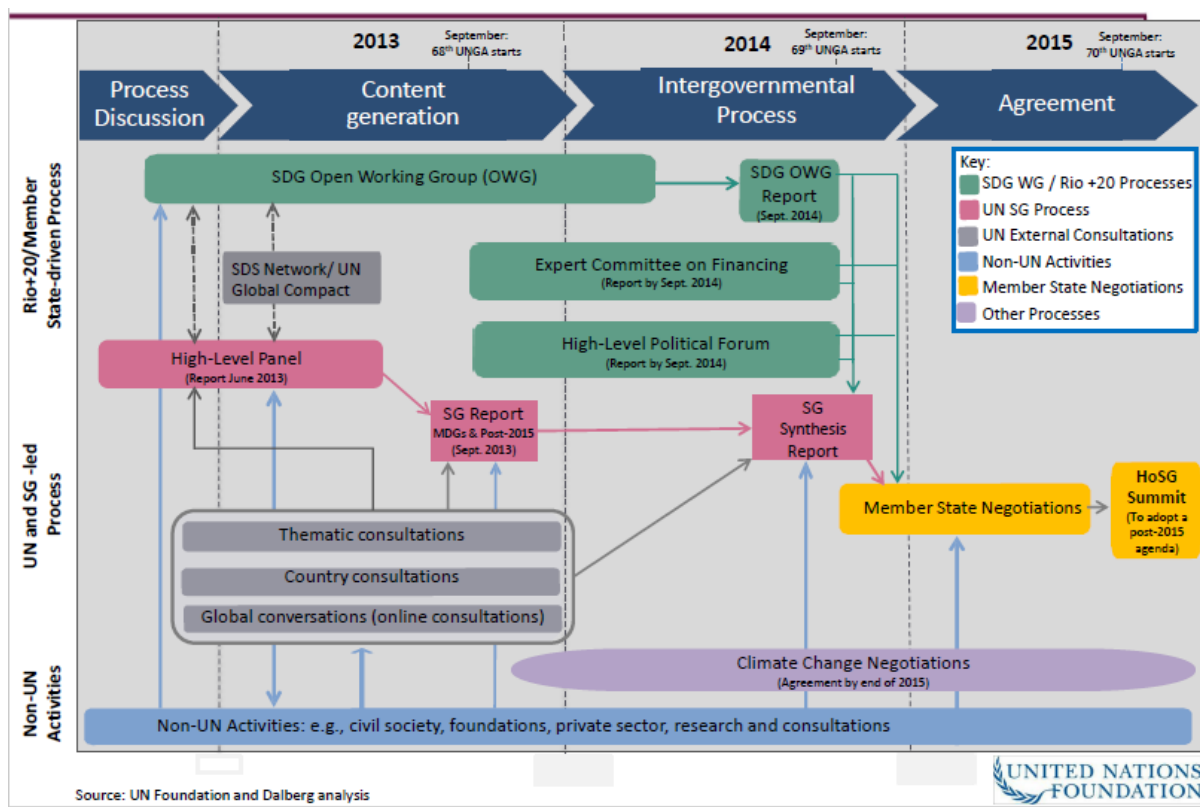 2013
September:
68th UNGA starts
2014
September:
69th UNGA starts
2015
September:
70th UNGA starts
Process
Discussion
Content
generation
Intergovernmental
Process
Agreement
Rio+20/Member
State-driven Process
UN and SG -led
Process
Non-UN
Activities
SDG Open Working Group (OWG)
SDG OWG
Report
(Sept. 2014)
Key:
SDG WG / Rio +20 Processes
UN SG Process
UN External Consultations
Non-UN Activities
Member State Negotiations
Other Processes
SDS Network/ UN
Global Compact
Expert Committee on Financing
(Report by Sept. 2014)
High-Level Political Forum
(Report by Sept. 2014)
High-Level Panel
(Report June 2013)
SG Report
MDGs & Post-2015
(Sept. 2013)
SG
Synthesis
Report
Member State Negotiations
HoSG
Summit
(To adopt a
post-2015
agenda)
Thematic consultations
Country consultations
Global conversations (online consultations)
Climate Change Negotiations
(Agreement by end of 2015)
Non-UN Activities: e.g., civil society, foundations, private sector, research and consultations
Source: UN Foundation and Dalberg analysis
UNITED NATIONS
FOUNDATION